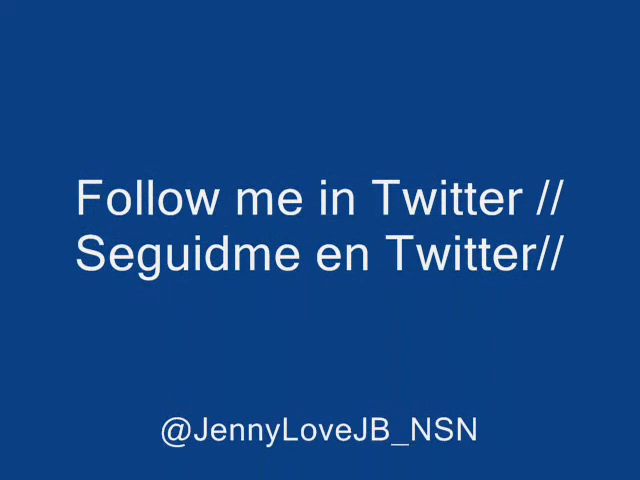 Follow me in Twitter //
Seguidme en Twitter//
@JennyLoveJB_NSN